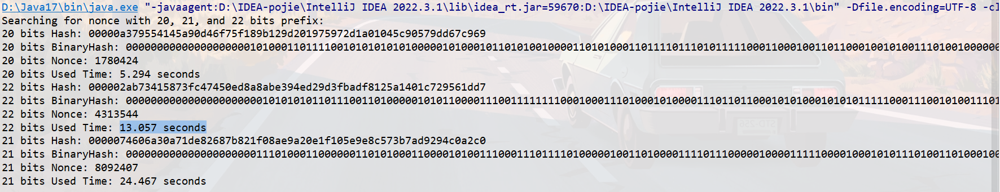 D:\Java17\bin\java.exe "-javaagent:D:\IDEA-pojie\IntelliJ IDEA 2022.3.1\lib\idea_rt.jar=59670:D:\IDEA-pojie\IntelliJ IDEA 2022.3.1\bin" -Dfile.encoding=UTF-8 -cl
Searching for nonce with 20, 21, and 22 bits prefix:
20 bits Hash: 00000a379554145a90d46f75f189b129d201975972d1a01045c90579dd67c969
20 bits BinaryHash: 000000000000000000001010001101111001010101010100000101000101101010010000110101000110111101110101111100011000100110110001001010011101001000000
20 bits Nonce: 1780424
20 bits Used Time: 5.294 seconds
22 bits Hash: 000002ab73415873fc47450ed8a8abe394ed29d3fbadf8125a1401c729561dd7
22 bits BinaryHash: 000000000000000000000010101010110111001101000001010110000111001111111100010001110100010100001110110110001010100010101011111000111001010011101
22 bits Nonce: 4313544
22 bits Used Time: 13.057 seconds
21 bits Hash: 0000074606a30a71de82687b821f08ae9a20e1f105e9e8c573b7ad9294c0a2c0
21 bits BinaryHash: 000000000000000000000111010001100000011010100011000010100111000111011110100000100110100001111011100000100001111100001000101011101001101000100
21 bits Nonce: 8092407
21 bits Used Time: 24.467 seconds
STD-256